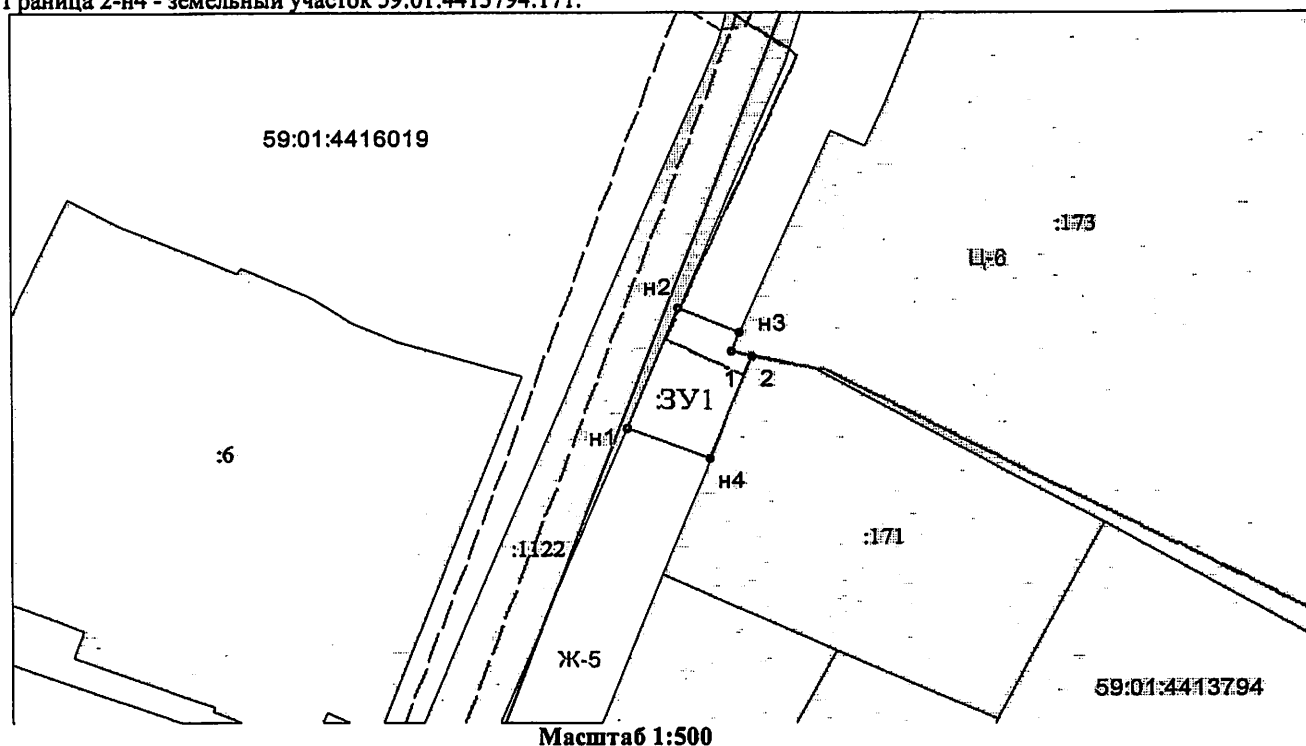 Граница 2-н4 - земельный участок 59:01:4413794:171.
59:01:4416019
:173
Ц-6
н2
н3
1
2
:ЗУ1
н1
н4
:6
:1122
:171
Ж-5
59:01:4413794
Масштаб 1:500